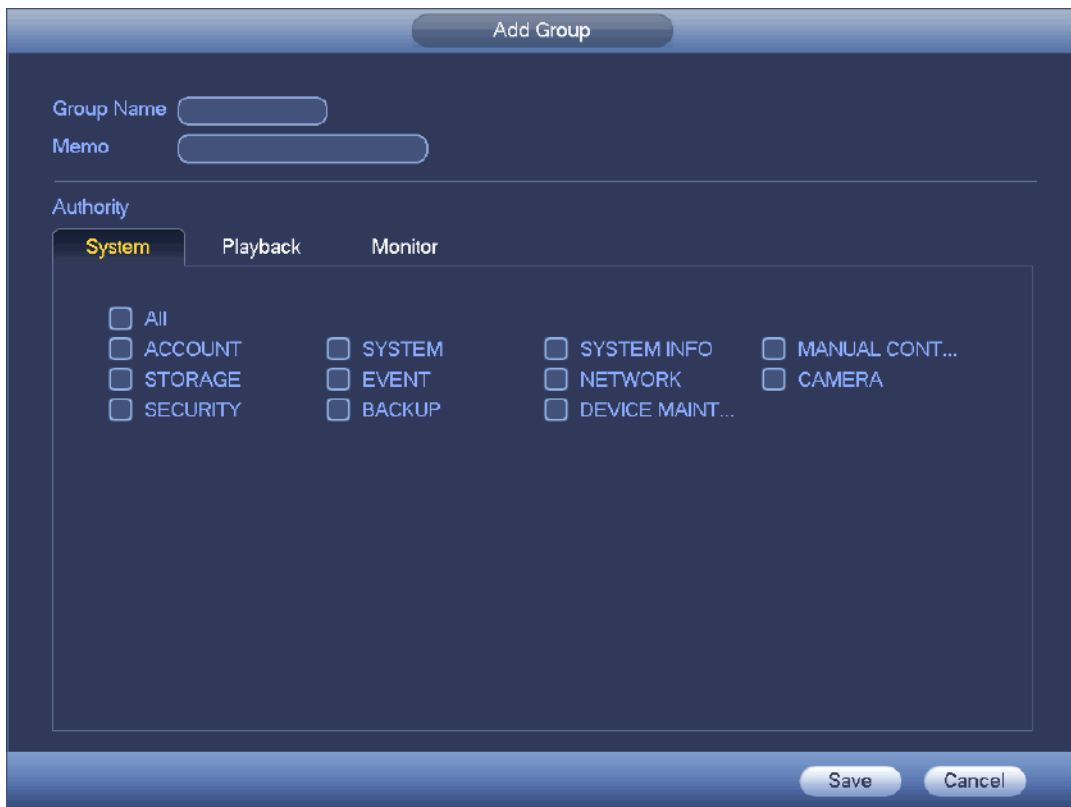 Add Group
Group Name
Memo
Authority
System Playback Monitor
All
ACCOUNT SYSTEM SYSTEM INFO MANUAL CONT...
STORAGE EVENT NETWORK CAMERA
SECURITY BACKUP DEVICE MAINT...
Save Cancel